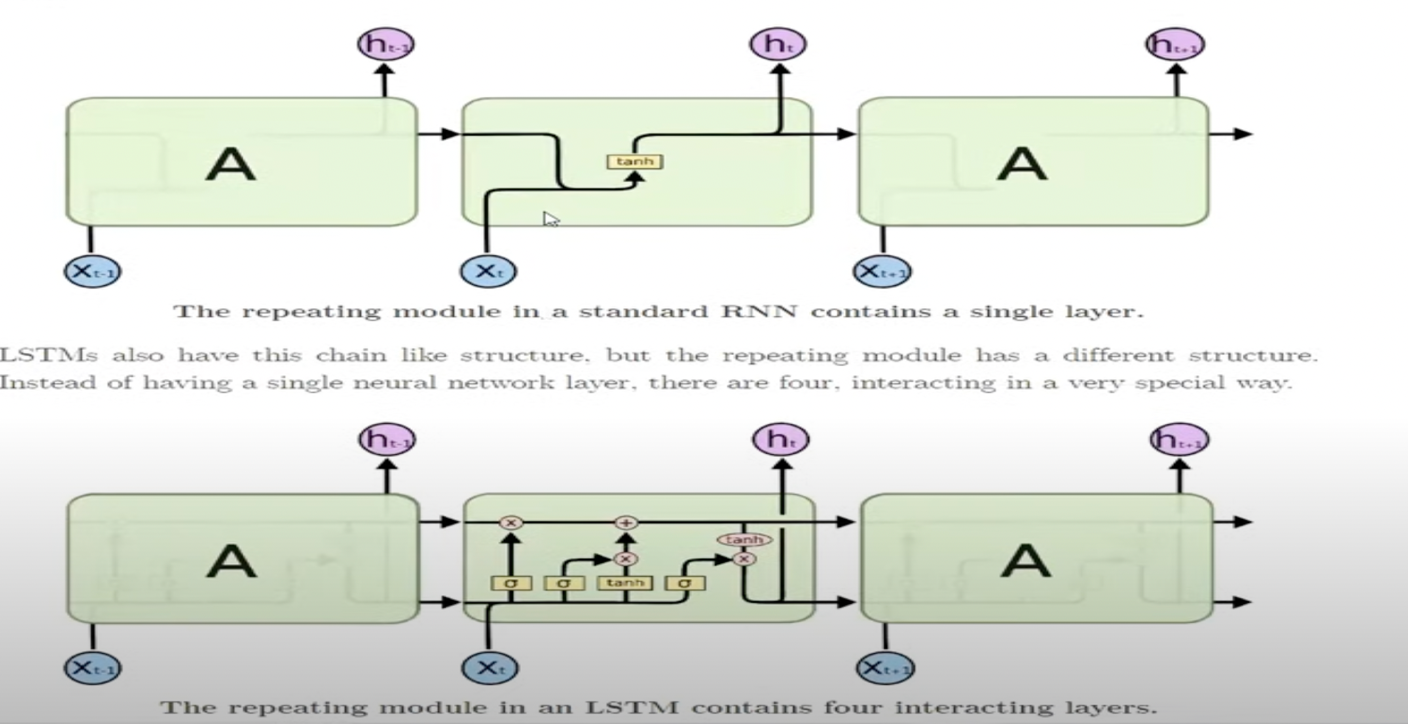 hₜ₋₁ hₜ hₜ₊₁
A tanh A
xₜ₋₁ xₜ xₜ₊₁
The repeating module in a standard RNN contains a single layer.
LSTMs also have this chain like structure, but the repeating module has a different structure.
Instead of having a single neural network layer, there are four, interacting in a very special way.
hₜ₋₁ hₜ hₜ₊₁
× +
tanh
× ×
A A
σ σ tanh σ
xₜ₋₁ xₜ xₜ₊₁
The repeating module in an LSTM contains four interacting layers.